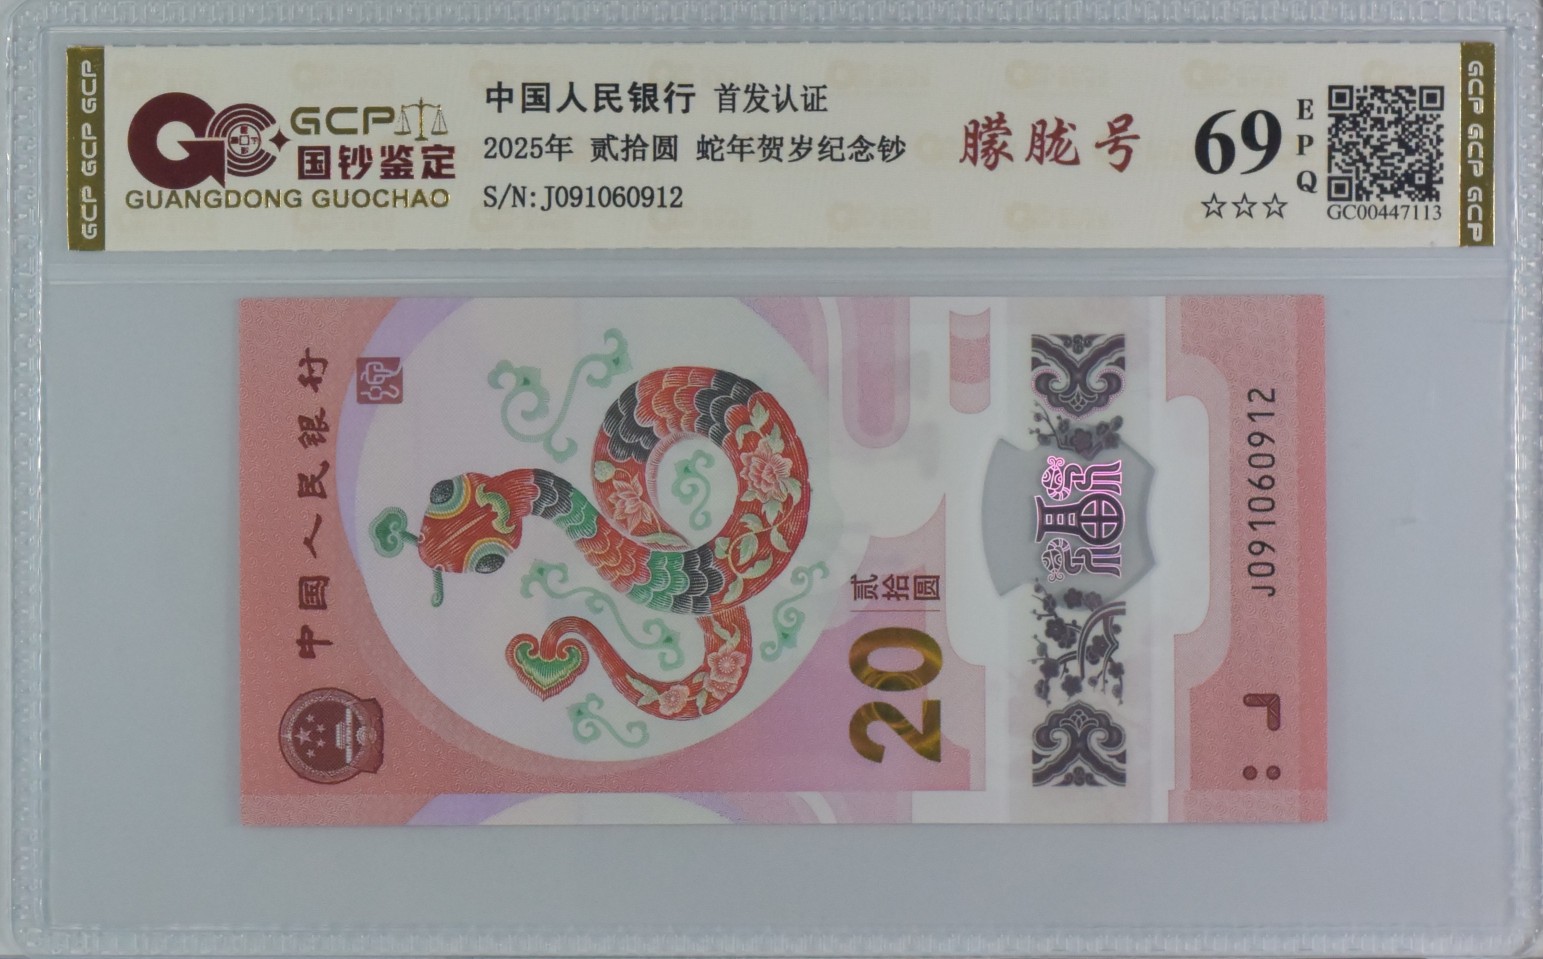 GCP GCP GCP
GCP
国钞鉴定
GUANGDONG GUOCHAO
中国人民银行 首发认证
2025年 贰拾圆 蛇年贺岁纪念钞
S/N:J091060912
朦胧号
69
EPQ
☆☆☆
GC00447113
GCP GCP GCP
中国人民银行
贰拾圆
20
福
J091060912